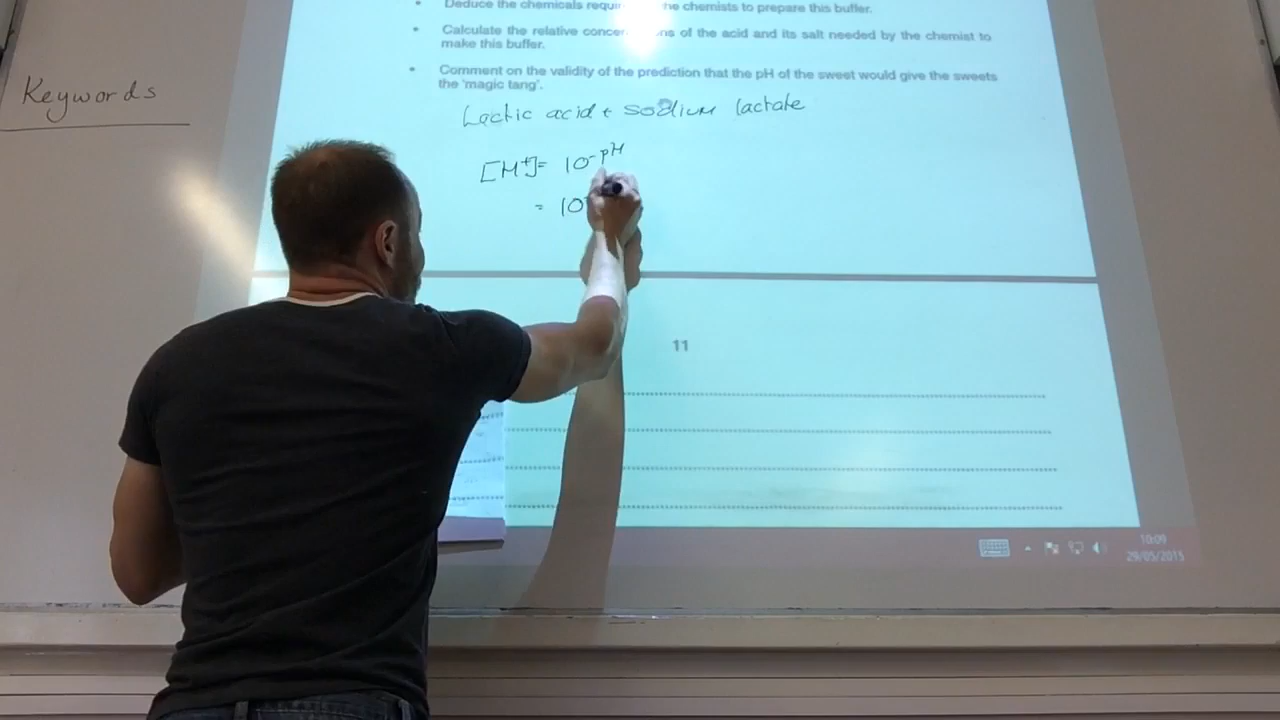 Deduce the chemicals he chemists to prepare this buffer.
Calculate the relative ns of the acid and its salt needed by the chemist to
make this buffer.
Comment on the validity of the prediction that the pH of the sweet would give the sweets
the 'magic tang'.
Keywords
Lactic acid + sodium lactate
[H+]= 10-pH
= 10
11
10:09
29/05/2015